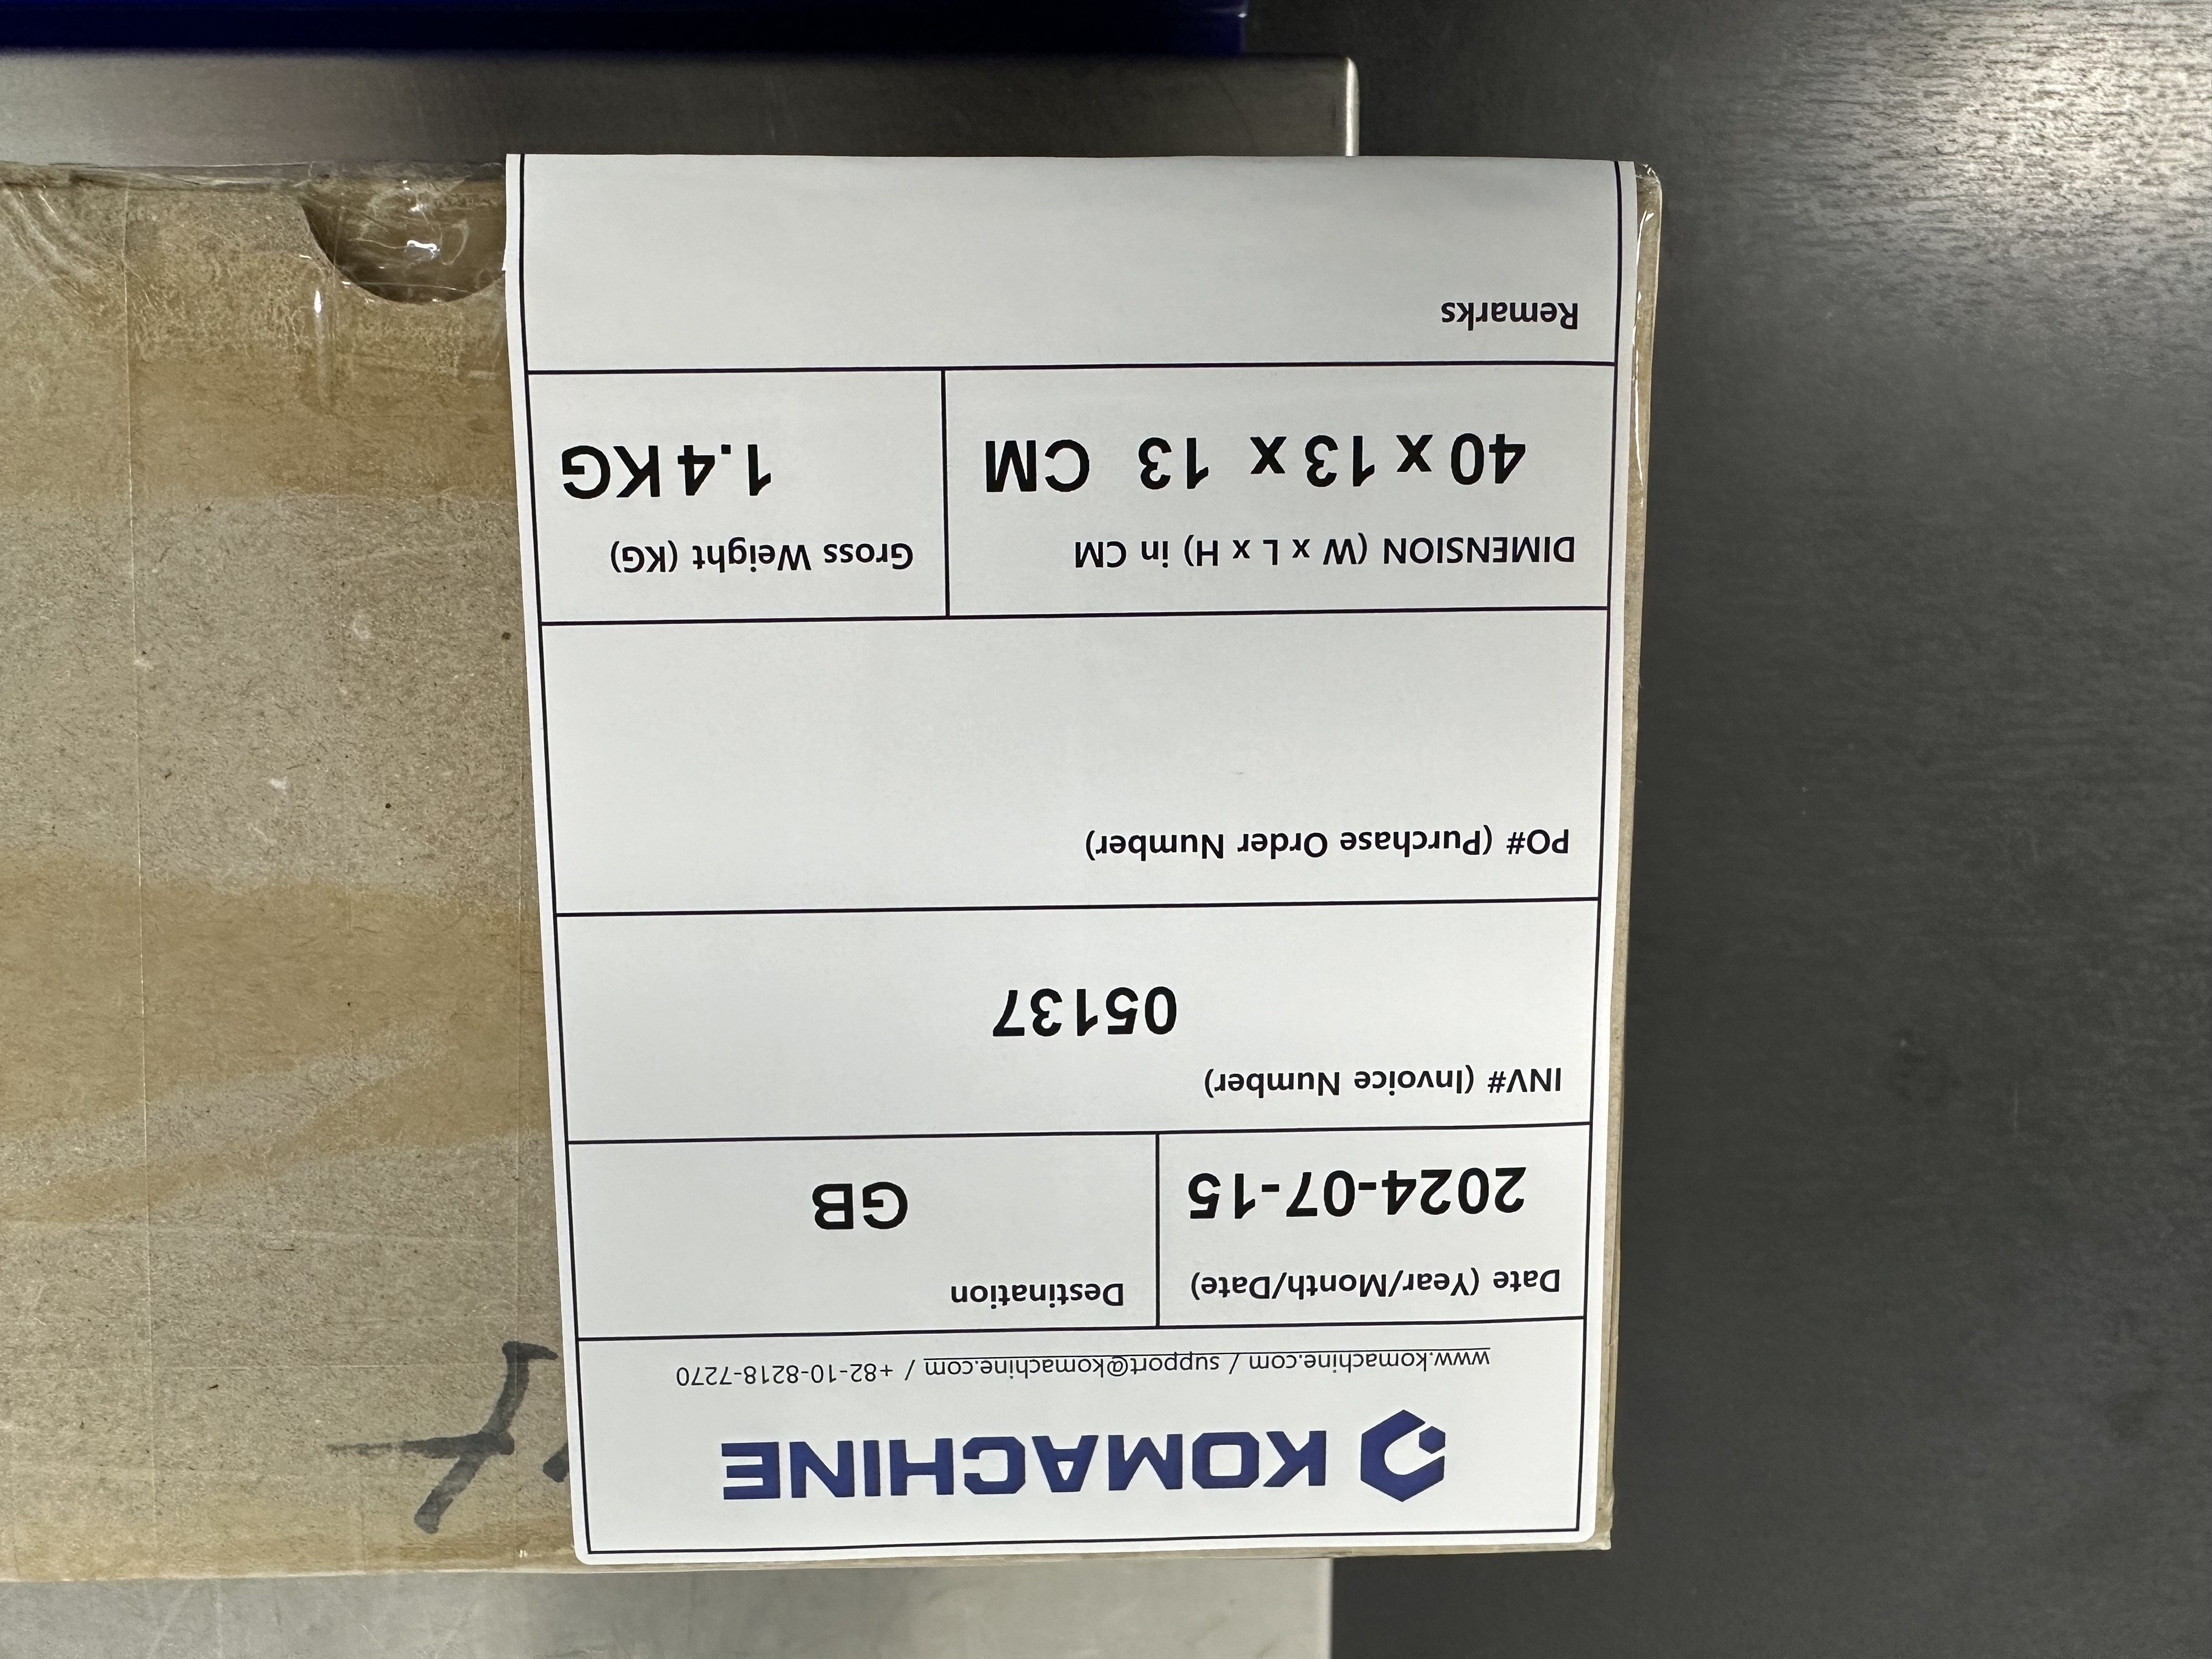 KOMACHINE
www.komachine.com / support@komachine.com / +82-10-8218-7270
Date (Year/Month/Date)
2024-07-15
Destination
GB
INV# (Invoice Number)
05137
PO# (Purchase Order Number)
DIMENSION (W x L x H) in CM
40 x 13 x 13 CM
Gross Weight (KG)
1.4 KG
Remarks